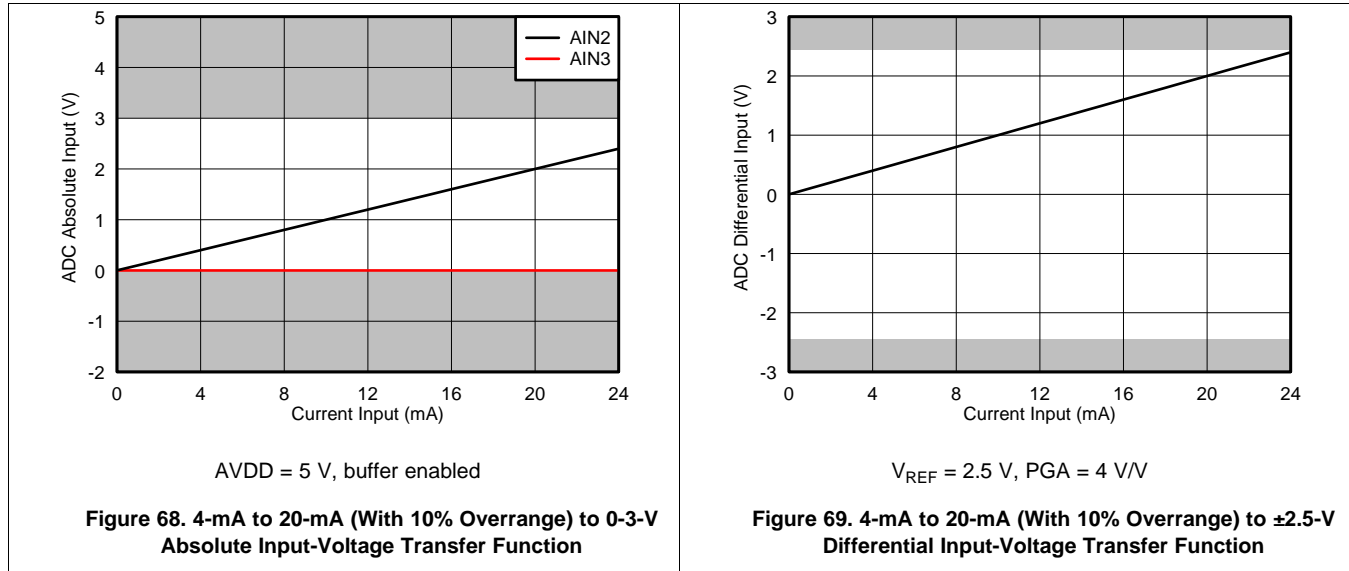 5
4
3
2
1
0
-1
-2
ADC Absolute Input (V)
AIN2
AIN3
0 4 8 12 16 20 24
Current Input (mA)
AVDD = 5 V, buffer enabled
Figure 68. 4-mA to 20-mA (With 10% Overrange) to 0-3-V
Absolute Input-Voltage Transfer Function
3
2
1
0
-1
-2
-3
ADC Differential Input (V)
0 4 8 12 16 20 24
Current Input (mA)
VREF = 2.5 V, PGA = 4 V/V
Figure 69. 4-mA to 20-mA (With 10% Overrange) to ±2.5-V
Differential Input-Voltage Transfer Function